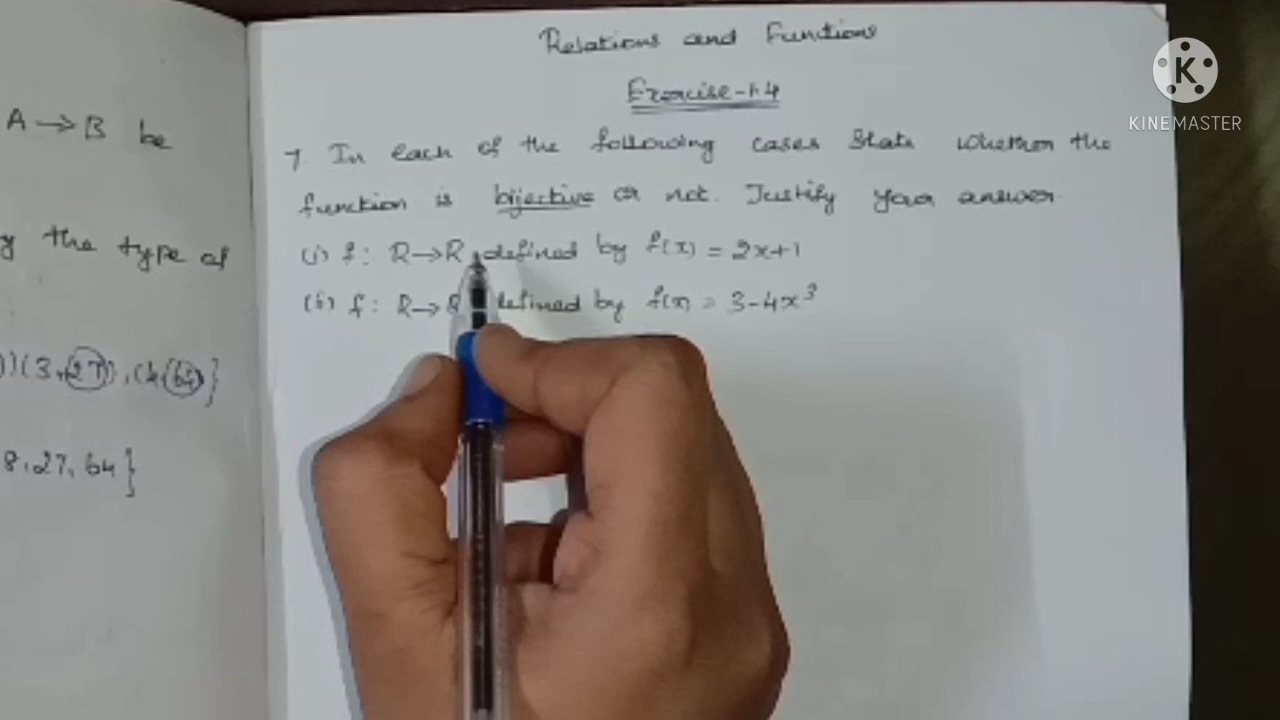 A → B be
y the type of
)) (3, 27), (4, 64) }
8, 27, 64 }
Relations and Functions
Exercise-1.4
7. In each of the following cases state whether the
function is bijective or not. Justify your answer.
(i) f: R→R defined by f(x) = 2x+1
(ii) f: R→R defined by f(x) = 3-4x³
K
KINEMASTER